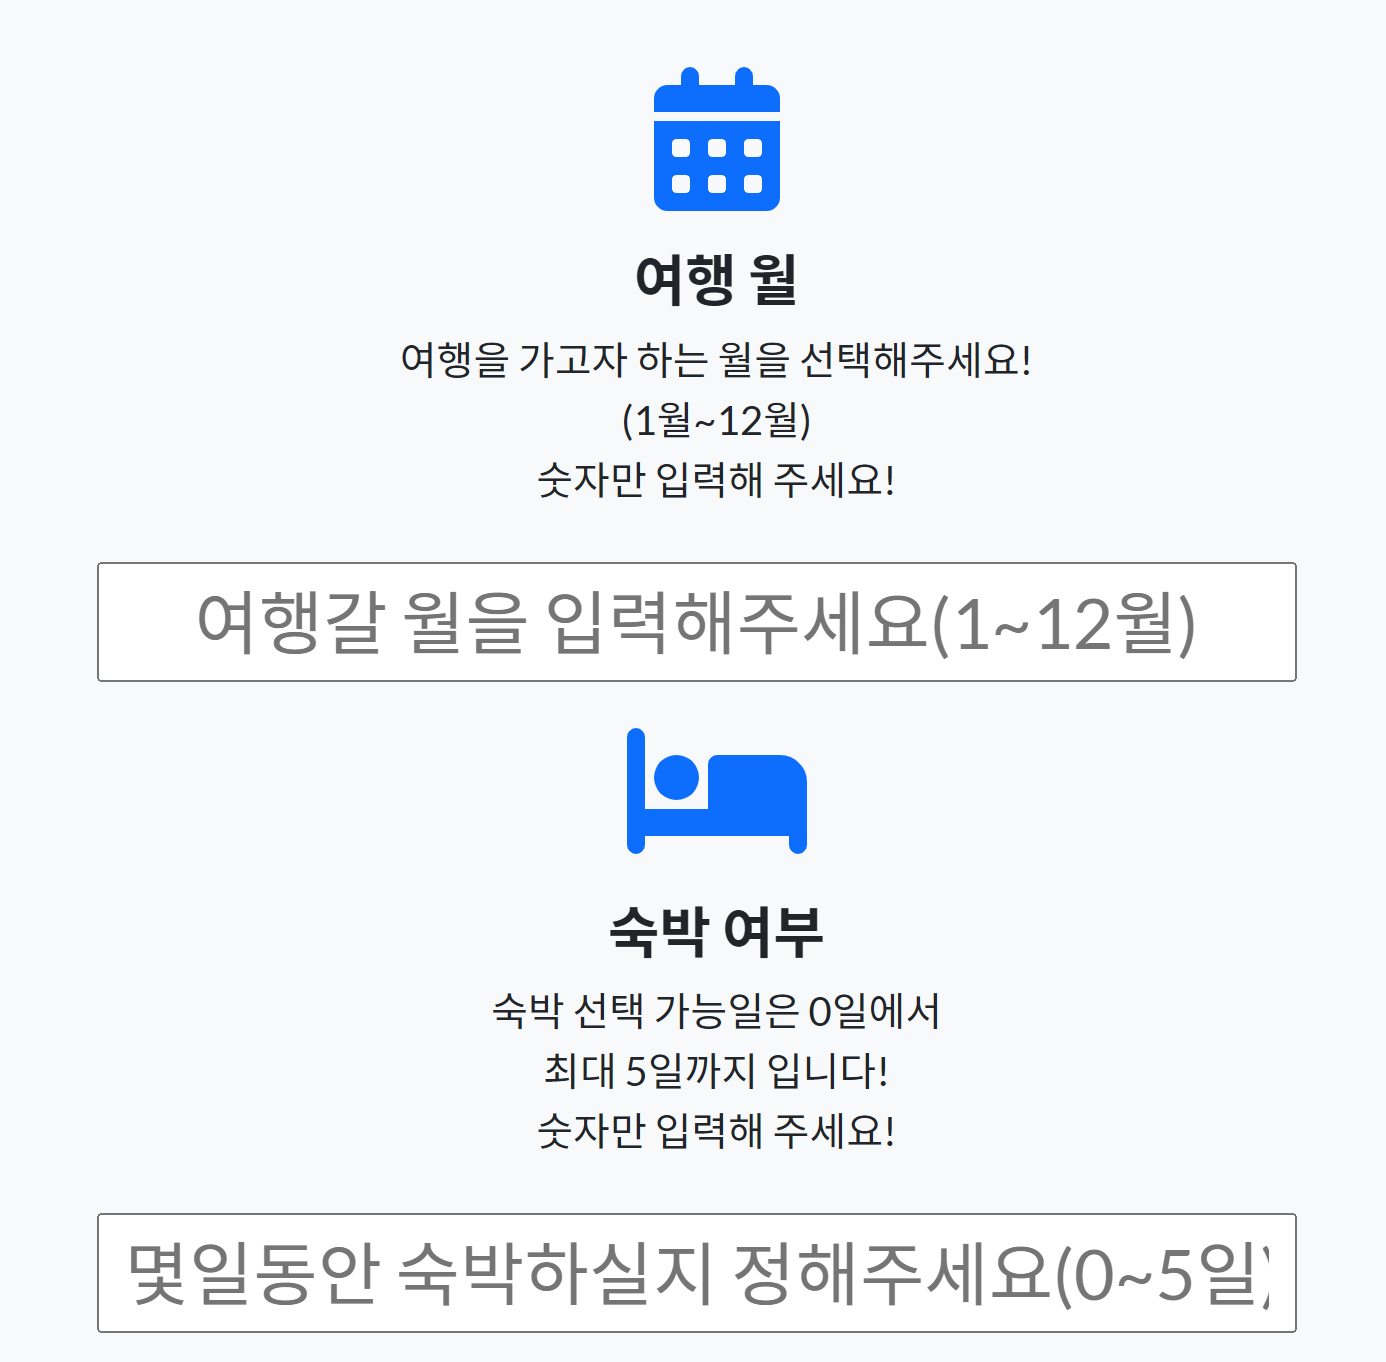 여행 월
여행을 가고자 하는 월을 선택해주세요!
(1월~12월)
숫자만 입력해 주세요!
여행갈 월을 입력해주세요(1~12월)
숙박 여부
숙박 선택 가능일은 0일에서
최대 5일까지 입니다!
숫자만 입력해 주세요!
몇일동안 숙박하실지 정해주세요(0~5일)